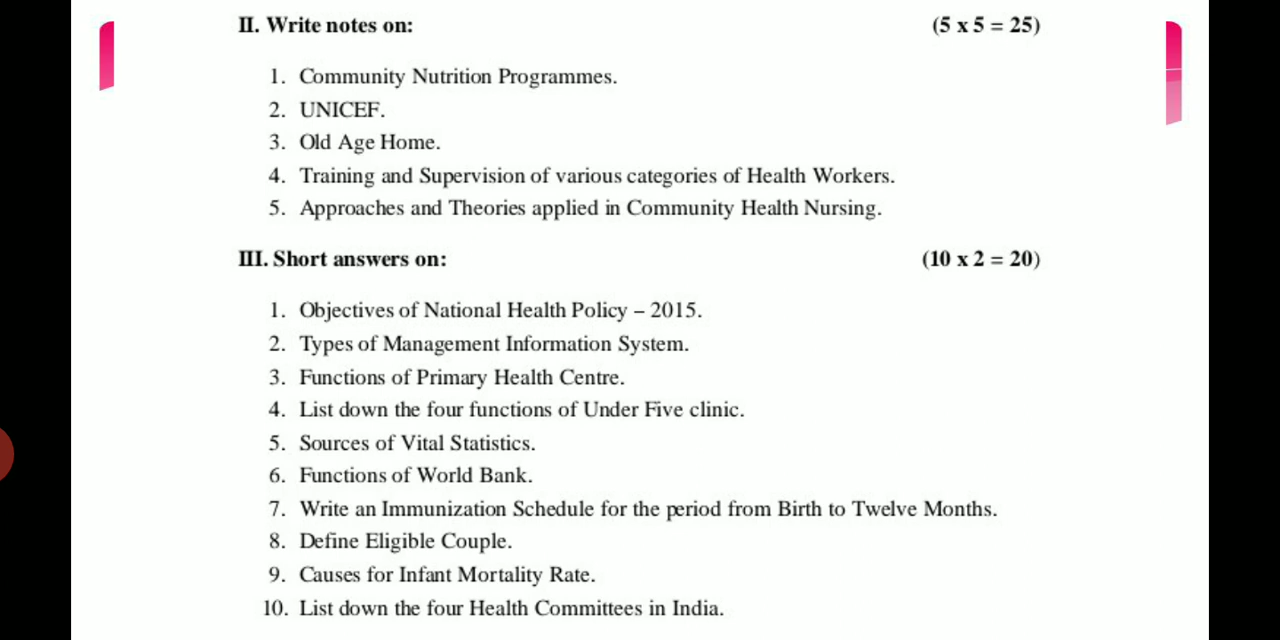 II. Write notes on: (5 x 5 = 25)
1. Community Nutrition Programmes.
2. UNICEF.
3. Old Age Home.
4. Training and Supervision of various categories of Health Workers.
5. Approaches and Theories applied in Community Health Nursing.
III. Short answers on: (10 x 2 = 20)
1. Objectives of National Health Policy – 2015.
2. Types of Management Information System.
3. Functions of Primary Health Centre.
4. List down the four functions of Under Five clinic.
5. Sources of Vital Statistics.
6. Functions of World Bank.
7. Write an Immunization Schedule for the period from Birth to Twelve Months.
8. Define Eligible Couple.
9. Causes for Infant Mortality Rate.
10. List down the four Health Committees in India.